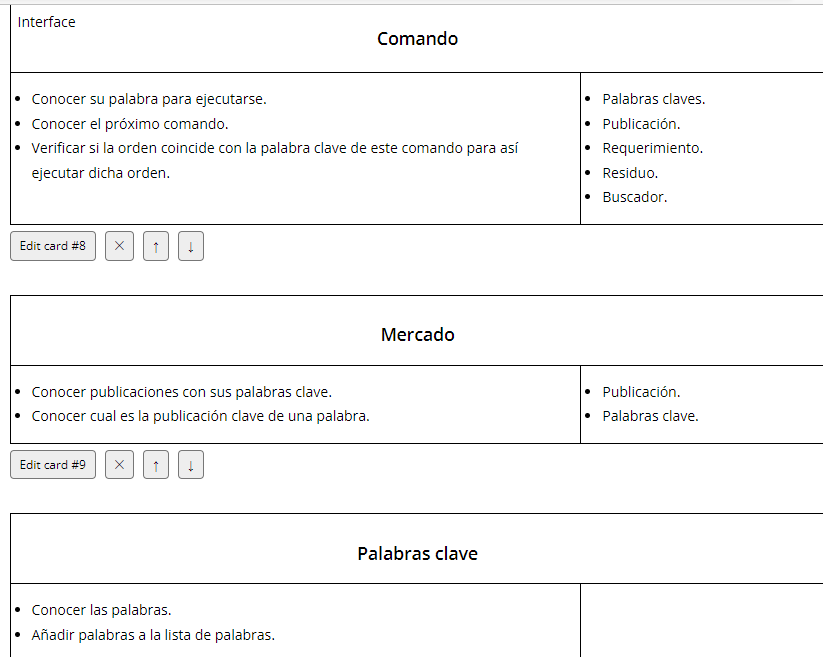 Interface
Comando
Conocer su palabra para ejecutarse.
Conocer el próximo comando.
Verificar si la orden coincide con la palabra clave de este comando para así
ejecutar dicha orden.
Palabras claves.
Publicación.
Requerimiento.
Residuo.
Buscador.
Edit card #8 × ↑ ↓
Mercado
Conocer publicaciones con sus palabras clave.
Conocer cual es la publicación clave de una palabra.
Publicación.
Palabras clave.
Edit card #9 × ↑ ↓
Palabras clave
Conocer las palabras.
Añadir palabras a la lista de palabras.